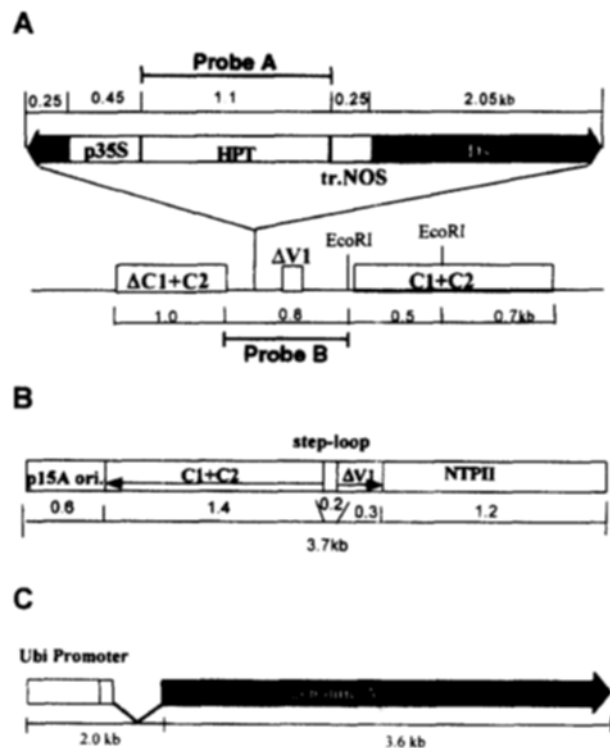 A
Probe A
0.25 0.45 1.1 0.25 2.05kb
p35S HPT
tr.NOS
EcoRI EcoRI
ΔV1
ΔC1+C2 C1+C2
1.0 0.8 0.5 0.7kb
Probe B
B
step-loop
p15A ori. C1+C2 ΔV1 NTPII
0.6 1.4 0.2 0.3 1.2
3.7kb
C
Ubi Promoter
2.0 kb 3.6 kb